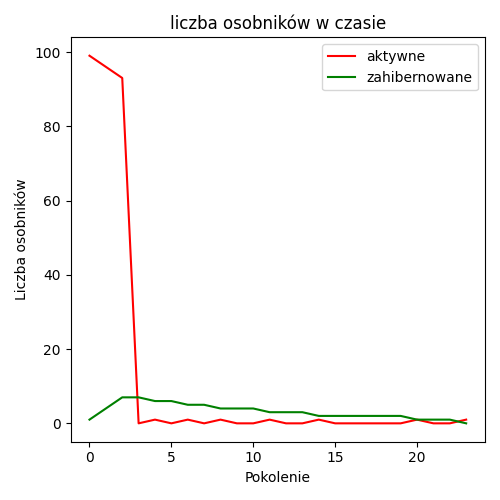 liczba osobników w czasie
aktywne
zahibernowane
100
80
60
40
20
0
Liczba osobników
0 5 10 15 20
Pokolenie